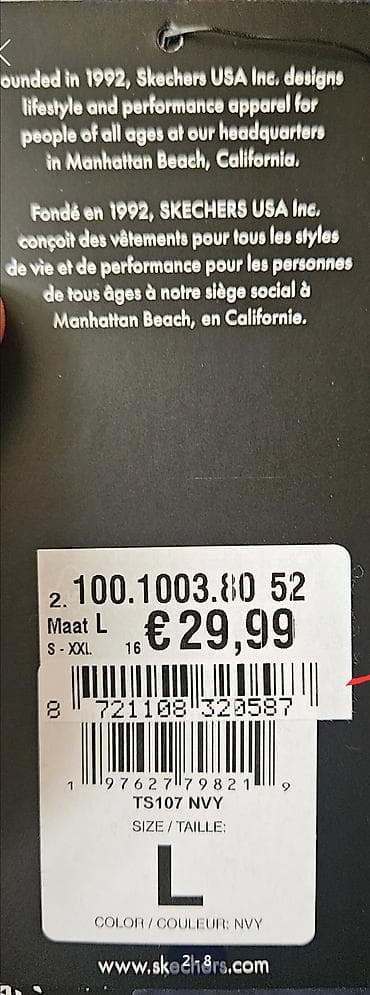 ounded in 1992, Skechers USA Inc. designs
lifestyle and performance apparel for
people of all ages at our headquarters
in Manhattan Beach, California.
Fondé en 1992, SKECHERS USA Inc.
conçoit des vêtements pour tous les styles
de vie et de performance pour les personnes
de tous âges à notre siège social à
Manhattan Beach, en Californie.
2. 100.1003.80 52
Maat L
S - XXL 16 €29,99
8 721108 320587
1 97627 79821 9
TS107 NVY
SIZE / TAILLE:
L
COLOR / COULEUR: NVY
www.skechers.com
2-8